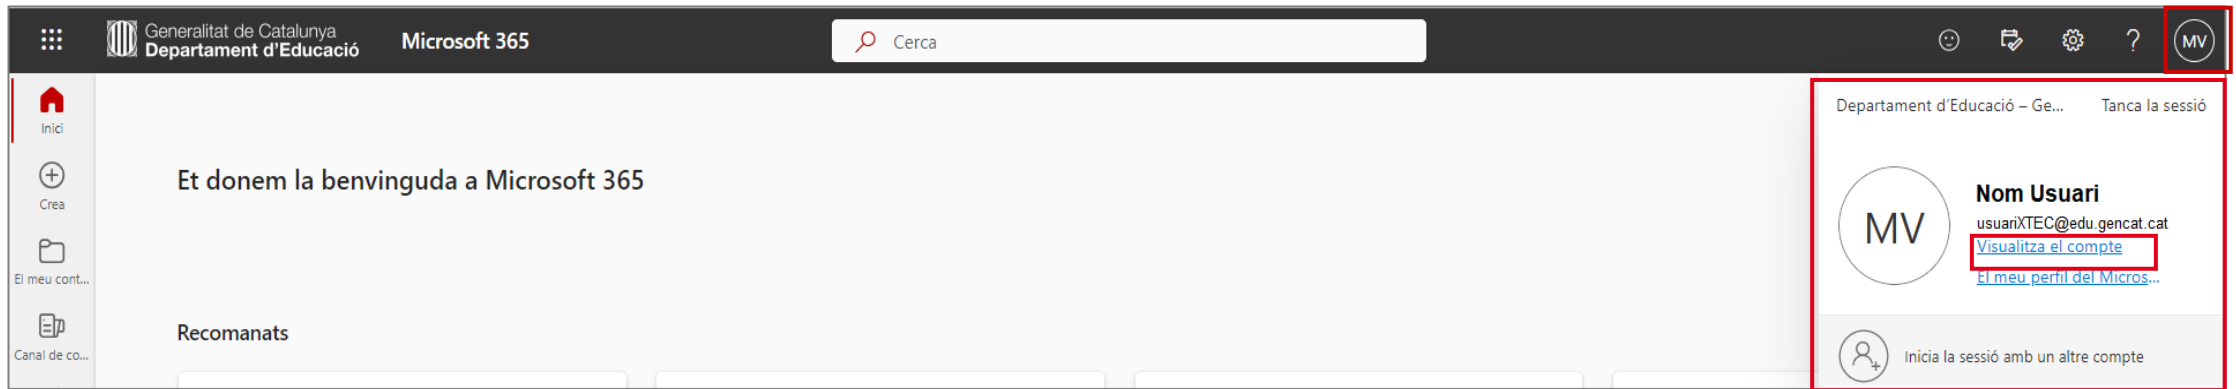 Generalitat de Catalunya
Departament d'Educació
Microsoft 365
Cerca
?
MV
Inici
Crea
El meu cont...
Canal de co...
Et donem la benvinguda a Microsoft 365
Recomanats
Departament d'Educació – Ge...
Tanca la sessió
MV
Nom Usuari
usuariXTEC@edu.gencat.cat
Visualitza el compte
El meu perfil del Micros...
Inicia la sessió amb un altre compte